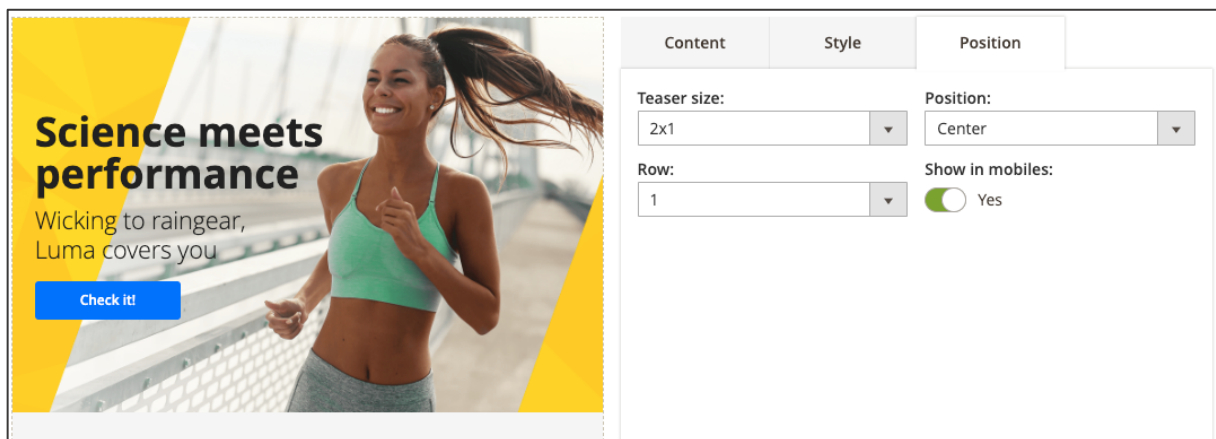 Science meets
performance
Wicking to raingear,
Luma covers you
Check it!
Content Style Position
Teaser size: Position:
2x1 Center
Row: Show in mobiles:
1 Yes